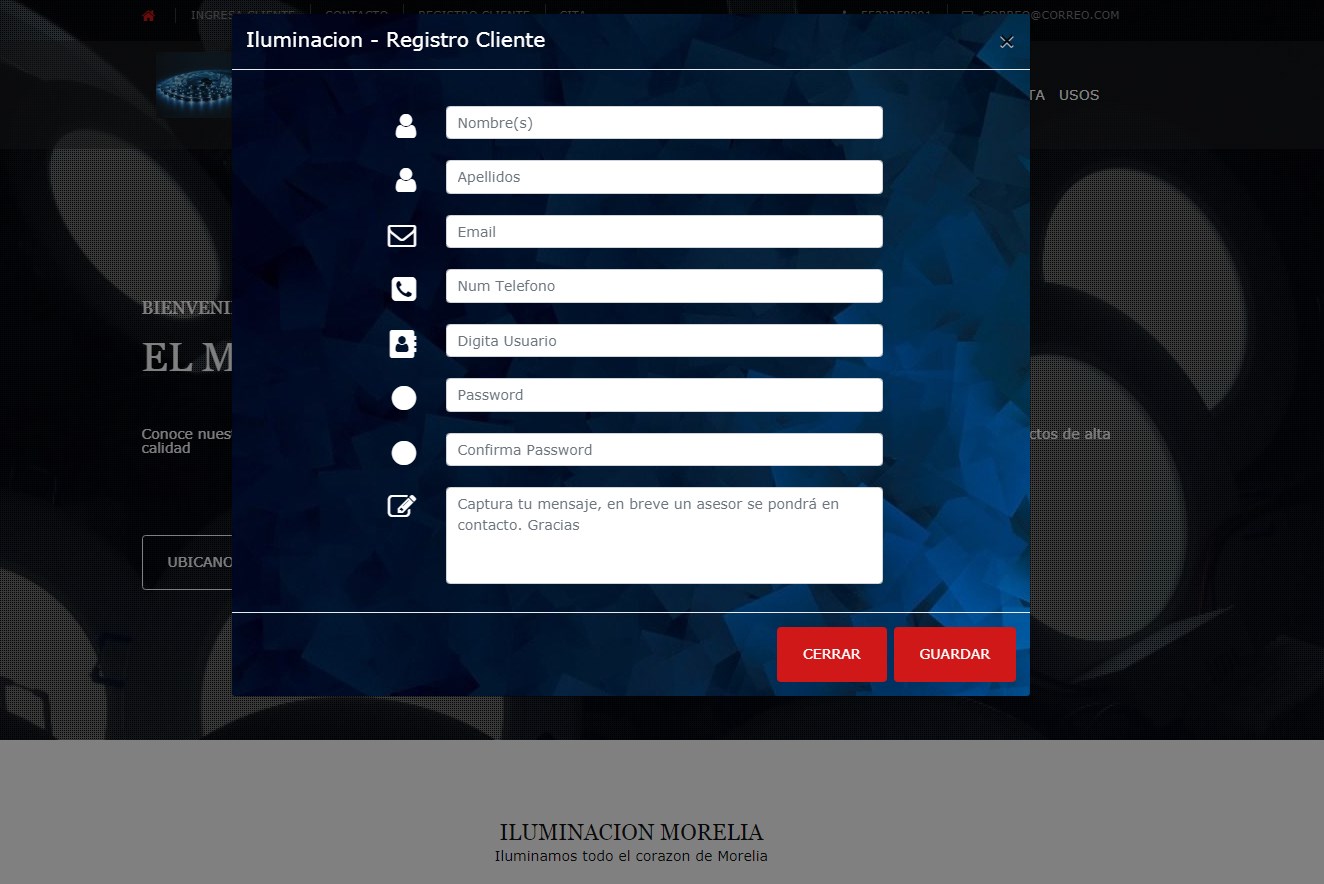 INGRESA CLIENTE CONTACTO REGISTRO CLIENTE CITA CORREO@CORREO.COM
Iluminacion - Registro Cliente
×
TA USOS
Nombre(s)
Apellidos
Email
Num Telefono
Digita Usuario
Password
Confirma Password
Captura tu mensaje, en breve un asesor se pondrá en
contacto. Gracias
BIENVENI
EL M
Conoce nues
ctos de alta
calidad
UBICANO
CERRAR GUARDAR
ILUMINACION MORELIA
Iluminamos todo el corazon de Morelia